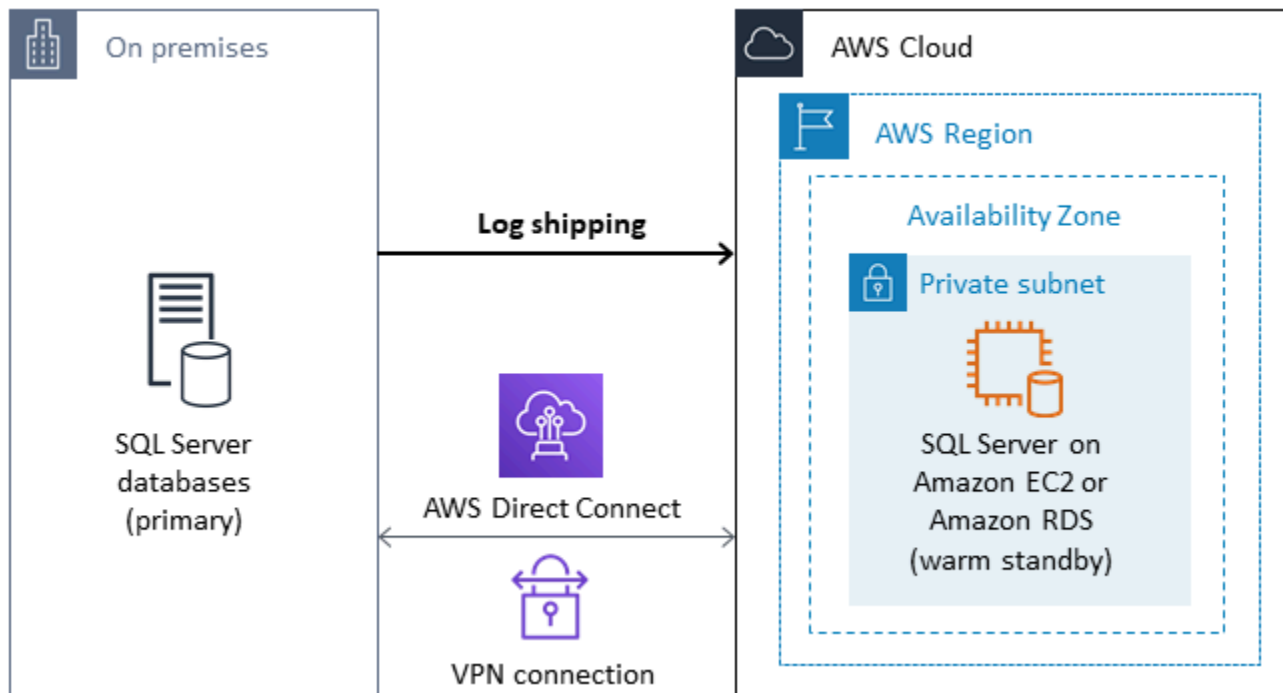 On premises
SQL Server
databases
(primary)
Log shipping
AWS Direct Connect
VPN connection
AWS Cloud
AWS Region
Availability Zone
Private subnet
SQL Server on
Amazon EC2 or
Amazon RDS
(warm standby)